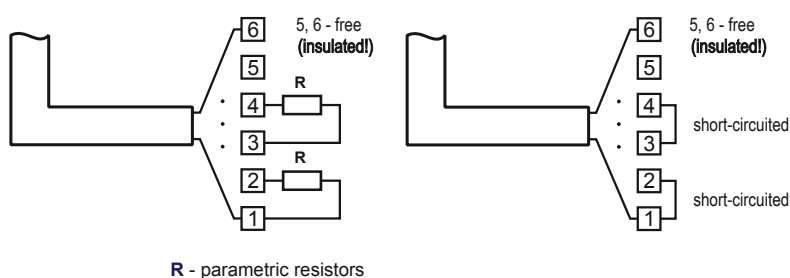 6
5, 6 - free
(insulated!)
5
R
4
3
R
2
1
6
5, 6 - free
(insulated!)
5
4
short-circuited
3
2
short-circuited
1
R - parametric resistors